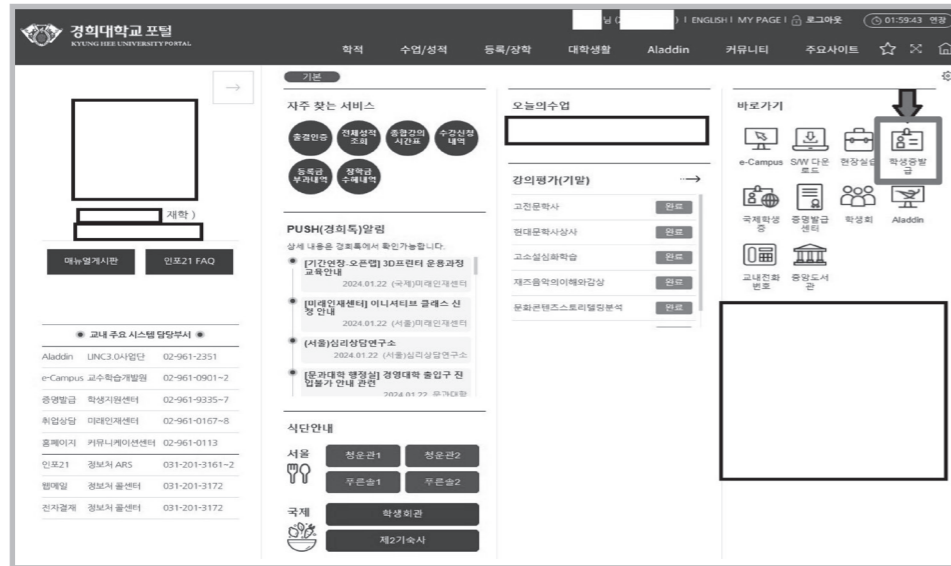 경희대학교 포털
KYUNG HEE UNIVERSITY PORTAL
님 (2 ) | ENGLISH | MY PAGE | 로그아웃 01:59:43 연장
학적 수업/성적 등록/장학 대학생활 Aladdin 커뮤니티 주요사이트
재학 )
매뉴얼게시판 인포21 FAQ
◉ 교내 주요 시스템 담당부서 ◉
Aladdin LINC3.0사업단 02-961-2351
e-Campus 교수학습개발원 02-961-0901~2
증명발급 학생지원센터 02-961-9335~7
취업상담 미래인재센터 02-961-0167~8
홈페이지 커뮤니케이션센터 02-961-0113
인포21 정보처 ARS 031-201-3161~2
웹메일 정보처 콜센터 031-201-3172
전자결재 정보처 콜센터 031-201-3172
기본
자주 찾는 서비스
출결인증
전체성적
조회
종합강의
시간표
수강신청
내역
등록금
부과내역
장학금
수혜내역
PUSH(경희톡)알림
상세 내용은 경희톡에서 확인가능합니다.
[기간연장-오픈랩] 3D프린터 운용과정
교육안내
2024.01.22 (국제)미래인재센터
[미래인재센터] 이니셔티브 클래스 신
청 안내
2024.01.22 (서울)미래인재센터
(서울)심리상담연구소
2024.01.22 (서울)심리상담연구소
[문과대학 행정실] 경영대학 출입구 진
입불가 안내 관련
2024.01.22 문과대학
식단안내
서울
청운관1 청운관2
푸른솔1 푸른솔2
국제
학생회관
제2기숙사
오늘의수업
강의평가(기말)
고전문학사 완료
현대문학사상사 완료
고소설심화학습 완료
재즈음악의이해와감상 완료
문화콘텐츠스토리텔링분석 완료
바로가기
e-Campus
S/W 다운
로드
현장실습
학생증발
급
국제학생
증
증명발급
센터
학생회
Aladdin
교내전화
번호
중앙도서
관